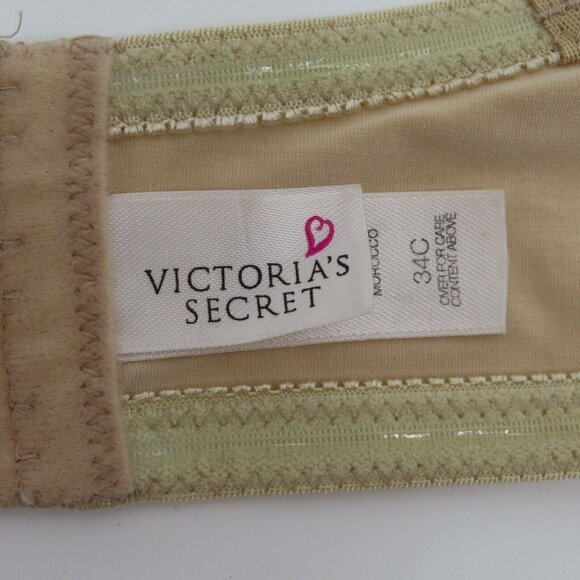 VICTORIA'S
SECRET
MOROCCO
34C
OVER FOR CARE
CONTENT ABOVE